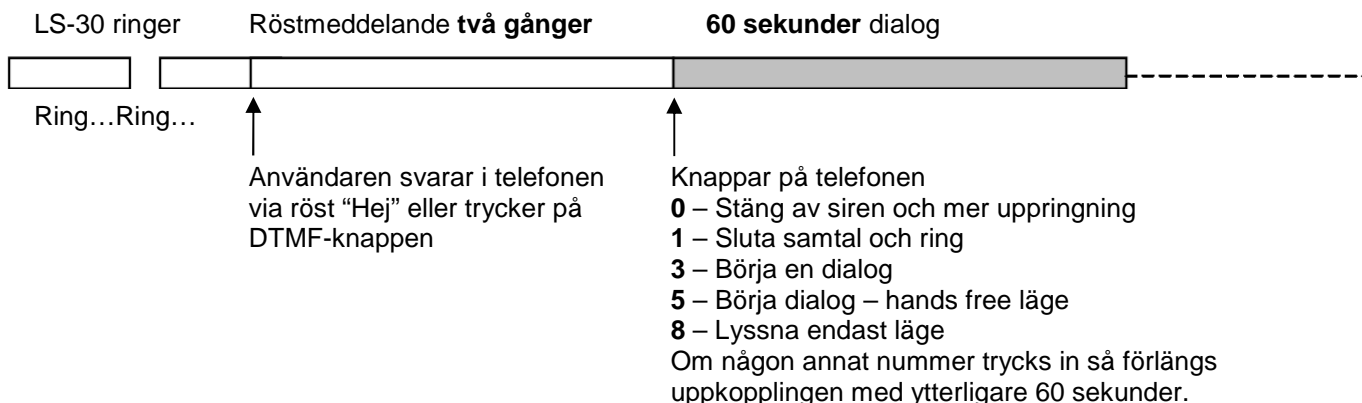 LS-30 ringer Röstmeddelande två gånger 60 sekunder dialog
Ring…Ring…
Användaren svarar i telefonen
via röst “Hej” eller trycker på
DTMF-knappen
Knappar på telefonen
0 – Stäng av siren och mer uppringning
1 – Sluta samtal och ring
3 – Börja en dialog
5 – Börja dialog – hands free läge
8 – Lyssna endast läge
Om någon annat nummer trycks in så förlängs
uppkopplingen med ytterligare 60 sekunder.